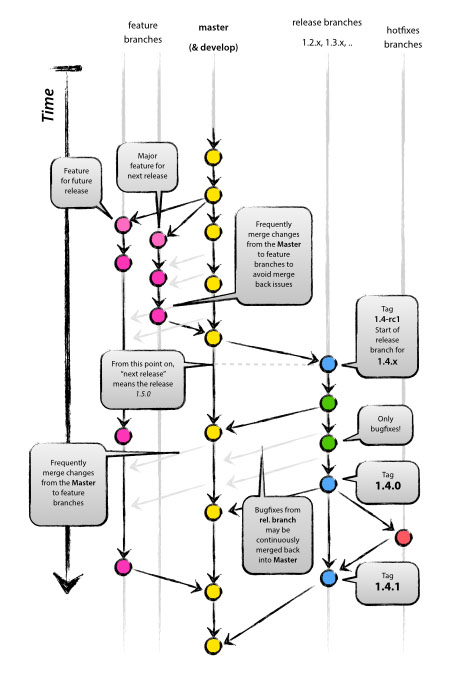 feature
branches
master
(& develop)
release branches
1.2.x, 1.3.x, ..
hotfixes
branches
Time
Feature
for future
release
Major
feature for
next release
Frequently
merge changes
from the Master
to feature
branches to
avoid merge
back issues
Tag
1.4-rc1
Start of
release
branch for
1.4.x
From this point on,
"next release"
means the release
1.5.0
Only
bugfixes!
Frequently
merge changes
from the Master
to feature
branches
Tag
1.4.0
Bugfixes from
rel. branch
may be
continuously
merged back
into Master
Tag
1.4.1